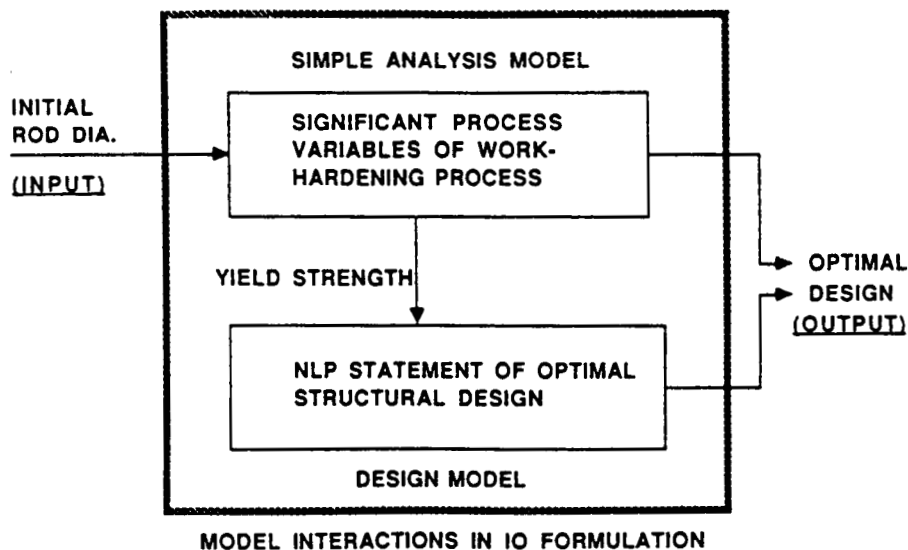 SIMPLE ANALYSIS MODEL
INITIAL
ROD DIA.
(INPUT)
SIGNIFICANT PROCESS
VARIABLES OF WORK-
HARDENING PROCESS
YIELD STRENGTH
OPTIMAL
DESIGN
(OUTPUT)
NLP STATEMENT OF OPTIMAL
STRUCTURAL DESIGN
DESIGN MODEL
MODEL INTERACTIONS IN IO FORMULATION